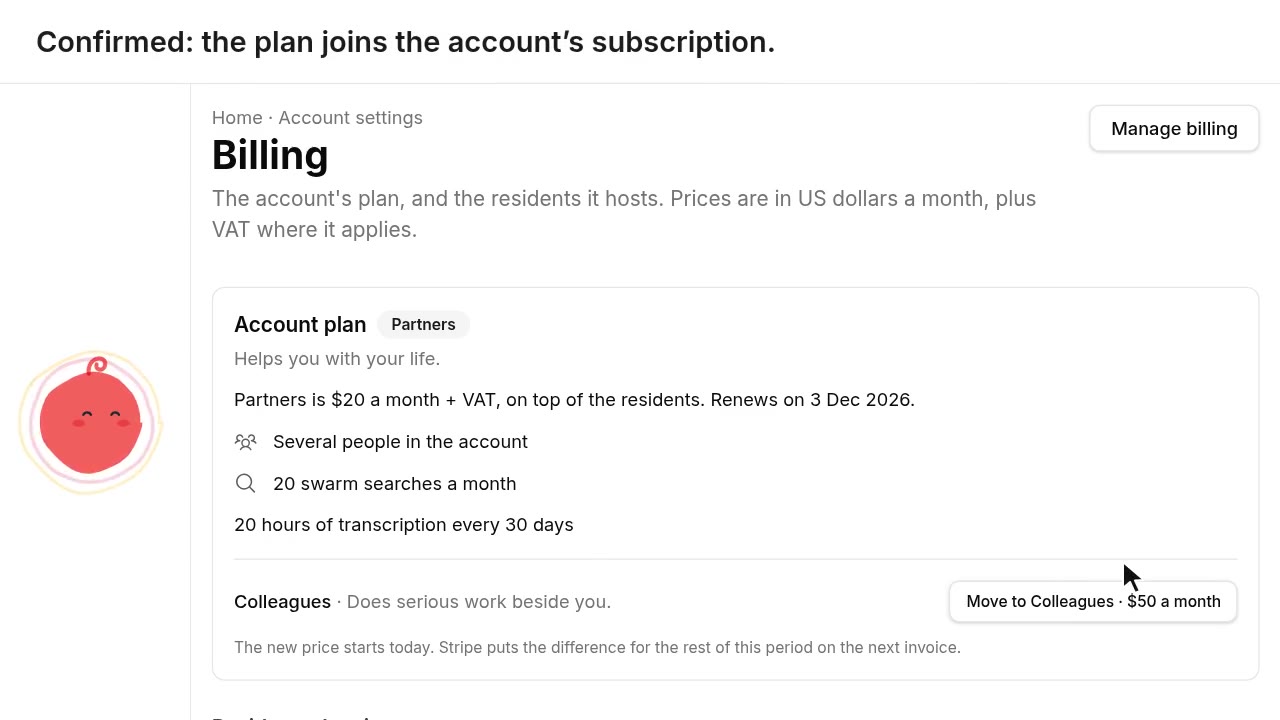 Confirmed: the plan joins the account’s subscription.
Home · Account settings
Billing
Manage billing
The account's plan, and the residents it hosts. Prices are in US dollars a month, plus
VAT where it applies.
Account plan
Partners
Helps you with your life.
Partners is $20 a month + VAT, on top of the residents. Renews on 3 Dec 2026.
Several people in the account
20 swarm searches a month
20 hours of transcription every 30 days
Colleagues · Does serious work beside you.
Move to Colleagues · $50 a month
The new price starts today. Stripe puts the difference for the rest of this period on the next invoice.